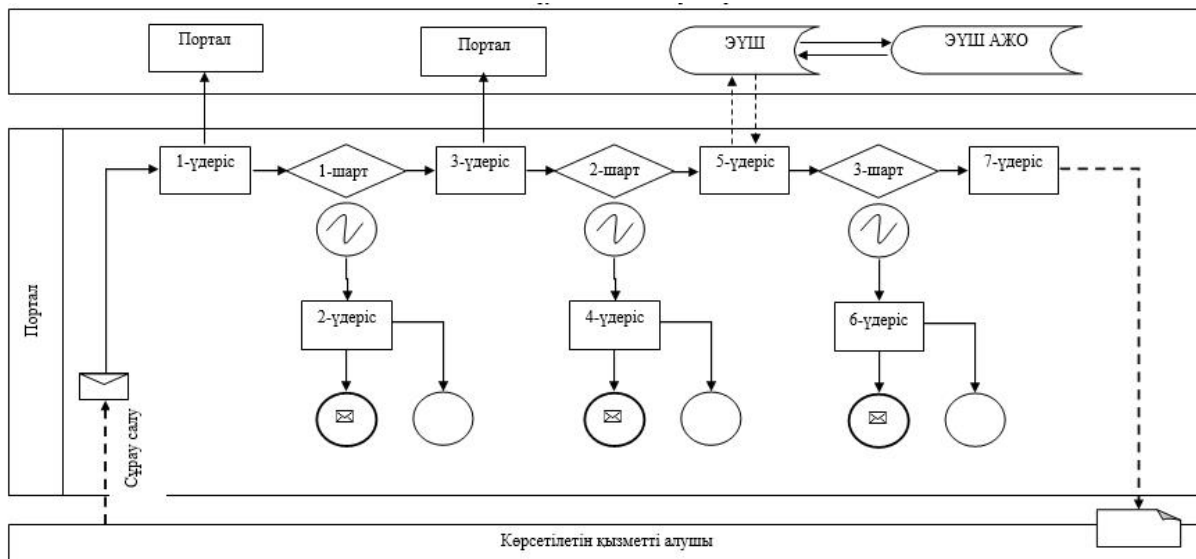 Портал
Портал
ЭҮШ
ЭҮШ АЖО
1-үдеріс
1-шарт
3-үдеріс
2-шарт
5-үдеріс
3-шарт
7-үдеріс
2-үдеріс
4-үдеріс
6-үдеріс
Портал
Сұрау салу
Көрсетілетін қызметті алушы